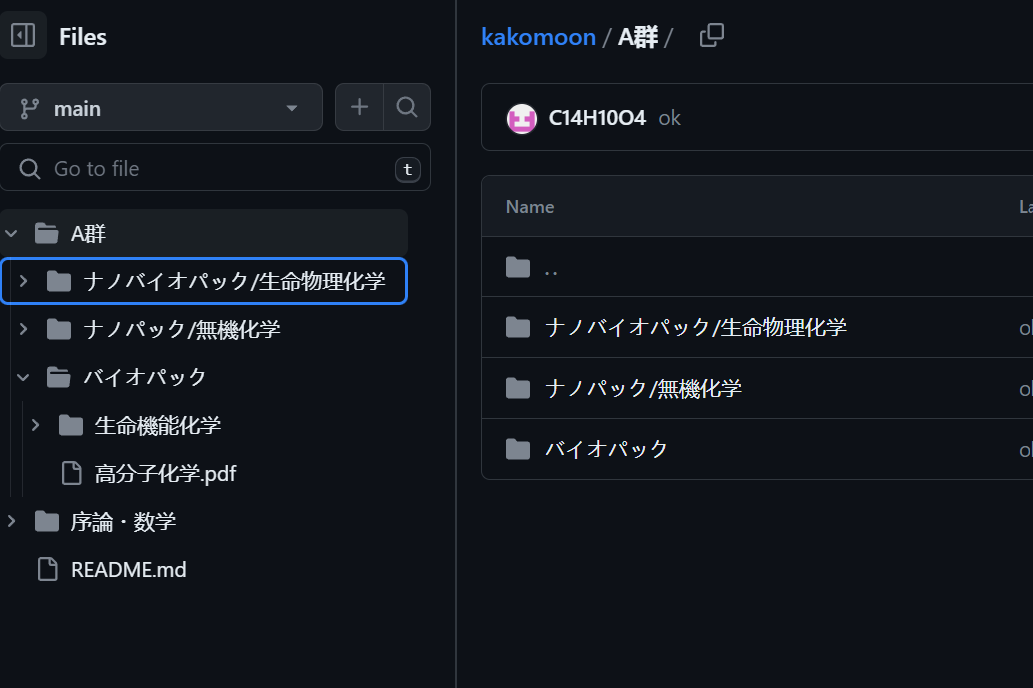 Files
main
Go to file
t
A群
ナノバイオパック/生命物理化学
ナノパック/無機化学
バイオパック
生命機能化学
高分子化学.pdf
序論・数学
README.md
kakomoon / A群 /
C14H10O4 ok
Name
..
ナノバイオパック/生命物理化学
ナノパック/無機化学
バイオパック